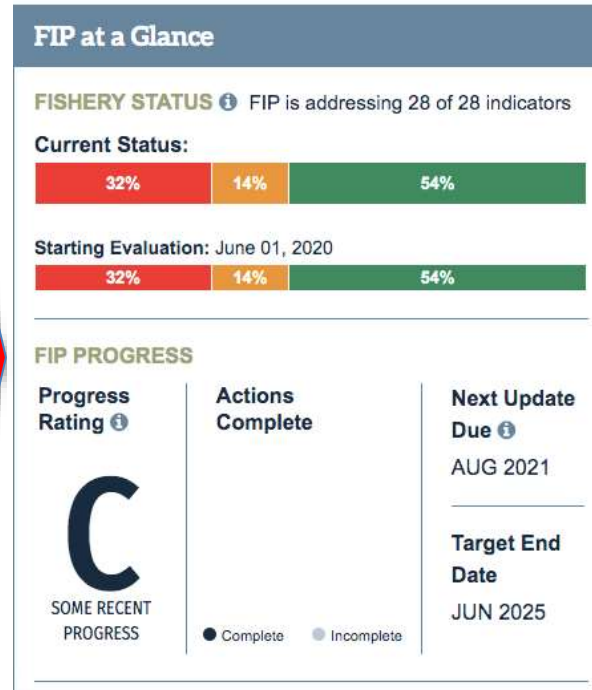 FIP at a Glance
FISHERY STATUS FIP is addressing 28 of 28 indicators
Current Status:
32% 14% 54%
Starting Evaluation: June 01, 2020
32% 14% 54%
FIP PROGRESS
Progress
Rating
C
SOME RECENT
PROGRESS
Actions
Complete
Complete Incomplete
Next Update
Due
AUG 2021
Target End
Date
JUN 2025